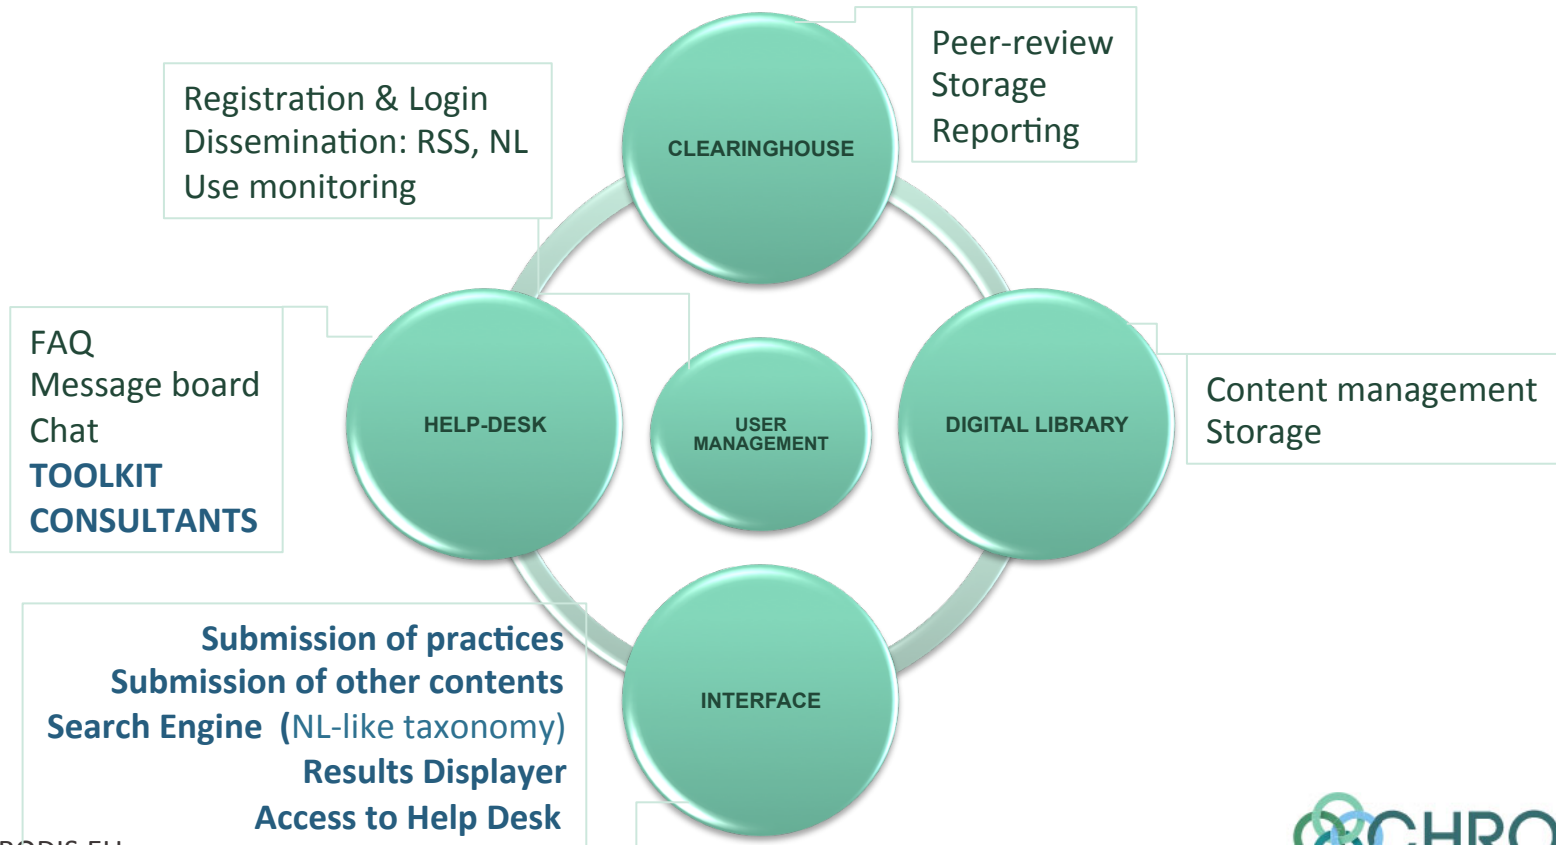 Peer-review
Storage
Reporting
Registration & Login
Dissemination: RSS, NL
Use monitoring
CLEARINGHOUSE
FAQ
Message board
Chat
TOOLKIT
CONSULTANTS
HELP-DESK
USER
MANAGEMENT
DIGITAL LIBRARY
Content management
Storage
Submission of practices
Submission of other contents
Search Engine (NL-like taxonomy)
Results Displayer
Access to Help Desk
INTERFACE